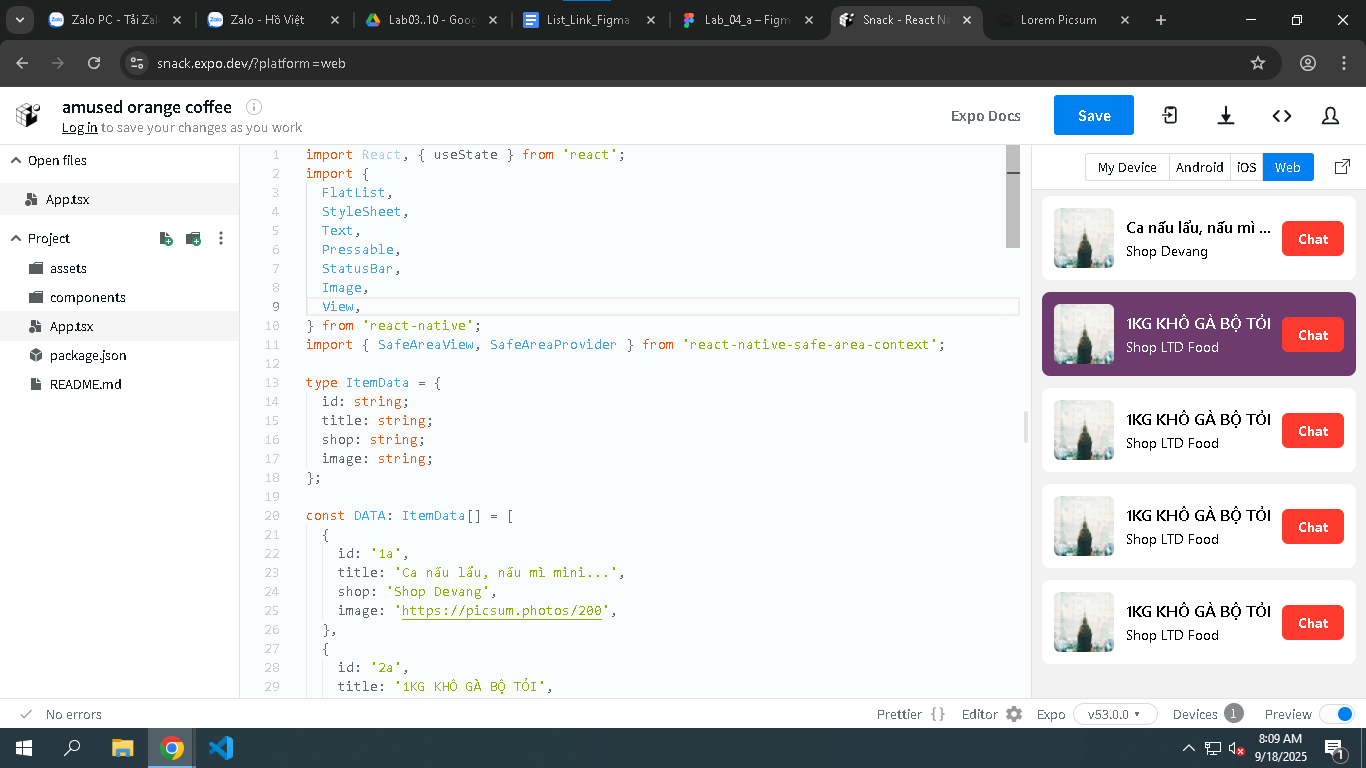 Zalo PC - Tải Zal
Zalo - Hồ Việt
Lab03..10 - Goog
List_Link_Figma
Lab_04_a – Figm
Snack - React Na
Lorem Picsum
snack.expo.dev/?platform=web
amused orange coffee
Log in to save your changes as you work
Expo Docs
Save
Open files
App.tsx
Project
assets
components
App.tsx
package.json
README.md
1 import React, { useState } from 'react';
2 import {
3 FlatList,
4 StyleSheet,
5 Text,
6 Pressable,
7 StatusBar,
8 Image,
9 View,
10 } from 'react-native';
11 import { SafeAreaView, SafeAreaProvider } from 'react-native-safe-area-context';
12
13 type ItemData = {
14 id: string;
15 title: string;
16 shop: string;
17 image: string;
18 };
19
20 const DATA: ItemData[] = [
21 {
22 id: '1a',
23 title: 'Ca nấu lẩu, nấu mì mini...',
24 shop: 'Shop Devang',
25 image: 'https://picsum.photos/200',
26 },
27 {
28 id: '2a',
29 title: '1KG KHÔ GÀ BỘ TỎI',
My Device
Android
iOS
Web
Ca nấu lẩu, nấu mì ...
Shop Devang
Chat
1KG KHÔ GÀ BỘ TỎI
Shop LTD Food
Chat
1KG KHÔ GÀ BỘ TỎI
Shop LTD Food
Chat
1KG KHÔ GÀ BỘ TỎI
Shop LTD Food
Chat
1KG KHÔ GÀ BỘ TỎI
Shop LTD Food
Chat
No errors
Prettier {}
Editor
Expo
v53.0.0
Devices 1
Preview
8:09 AM
9/18/2025
1